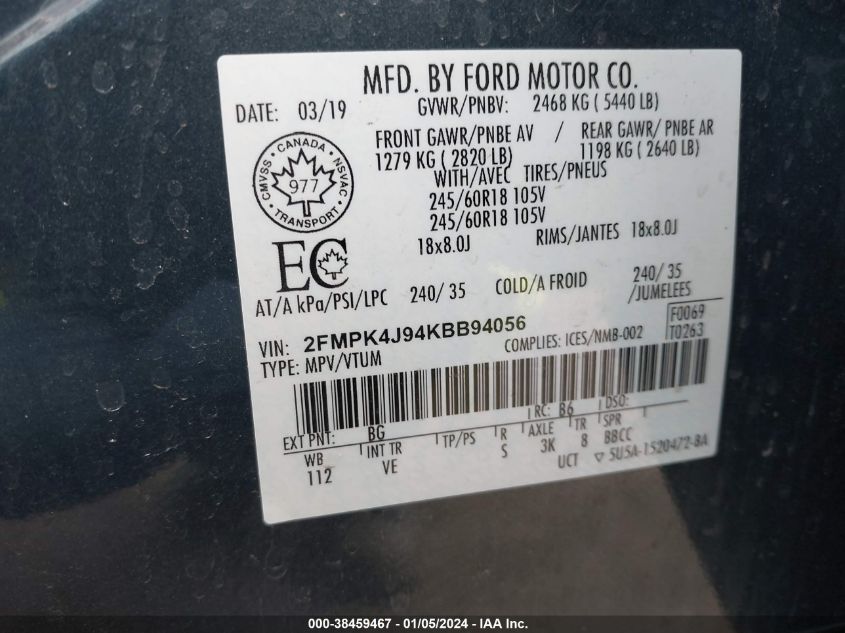 MFD. BY FORD MOTOR CO.
DATE: 03/19 GVWR/PNBV: 2468 KG ( 5440 LB)
FRONT GAWR/PNBE AV / REAR GAWR/ PNBE AR
1279 KG ( 2820 LB) 1198 KG ( 2640 LB)
WITH/AVEC TIRES/PNEUS
245/60R18 105V
245/60R18 105V
18x8.0J RIMS/JANTES 18x8.0J
CMVSS · CANADA · NSVAC
977
TRANSPORT
EC
AT/A kPa/PSI/LPC 240/ 35 COLD/A FROID 240/ 35
/JUMELEES
VIN: 2FMPK4J94KBB94056 F0069
TYPE: MPV/VTUM COMPLIES: ICES/NMB-002 T0263
RC: B6 DSO:
EXT PNT: BG TP/PS R AXLE TR SPR
WB INT TR S 3K 8 BBCC
112 VE UCT ▽ 5U5A-1520472-BA
000-38459467 - 01/05/2024 - IAA Inc.